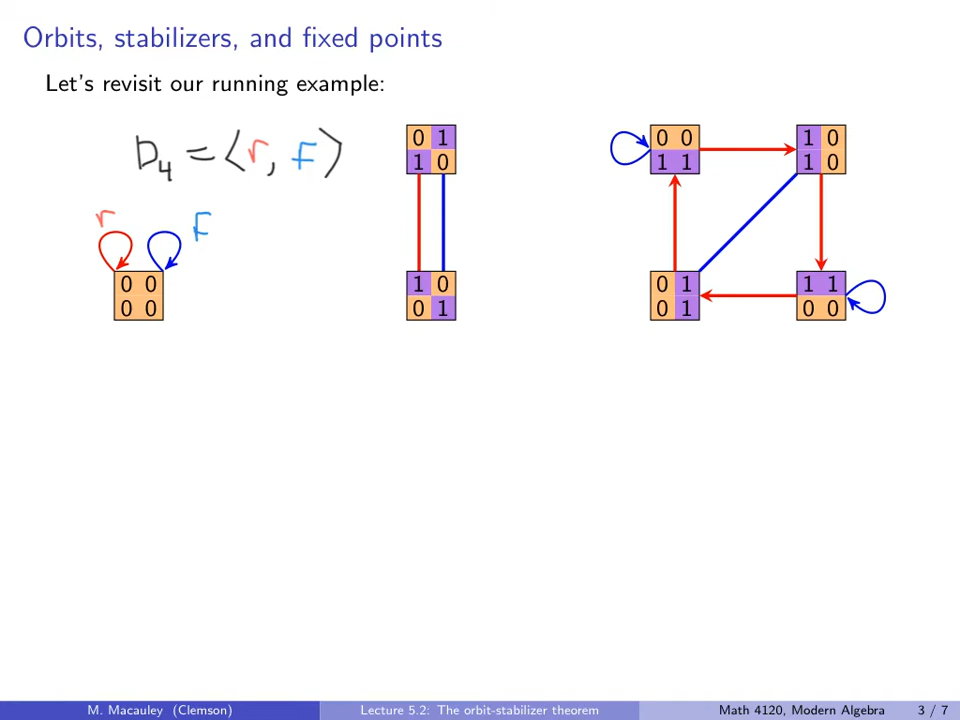 Orbits, stabilizers, and fixed points
Let's revisit our running example:
D₄ = ⟨r, f⟩
r
f
0 0
0 0
0 1
1 0
1 0
0 1
0 0
1 1
1 0
1 0
0 1
0 1
1 1
0 0
M. Macauley (Clemson)
Lecture 5.2: The orbit-stabilizer theorem
Math 4120, Modern Algebra
3 / 7